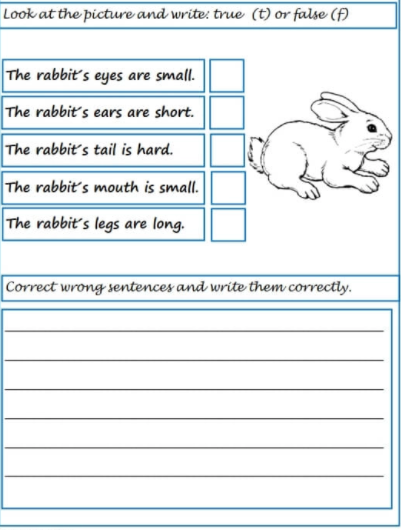 Look at the picture and write: true (t) or false (f)
The rabbit´s eyes are small.
The rabbit´s ears are short.
The rabbit´s tail is hard.
The rabbit´s mouth is small.
The rabbit´s legs are long.
Correct wrong sentences and write them correctly.